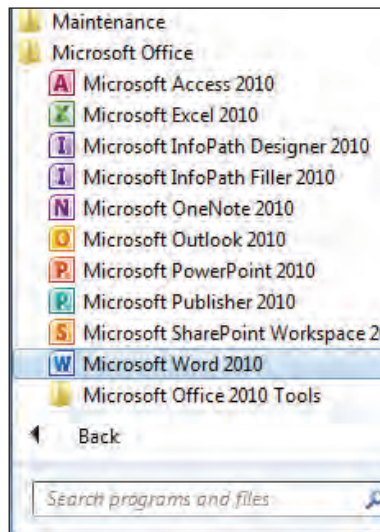 Maintenance
Microsoft Office
A Microsoft Access 2010
X Microsoft Excel 2010
I Microsoft InfoPath Designer 2010
I Microsoft InfoPath Filler 2010
N Microsoft OneNote 2010
O Microsoft Outlook 2010
P Microsoft PowerPoint 2010
P Microsoft Publisher 2010
S Microsoft SharePoint Workspace 2
W Microsoft Word 2010
Microsoft Office 2010 Tools
Back
Search programs and files